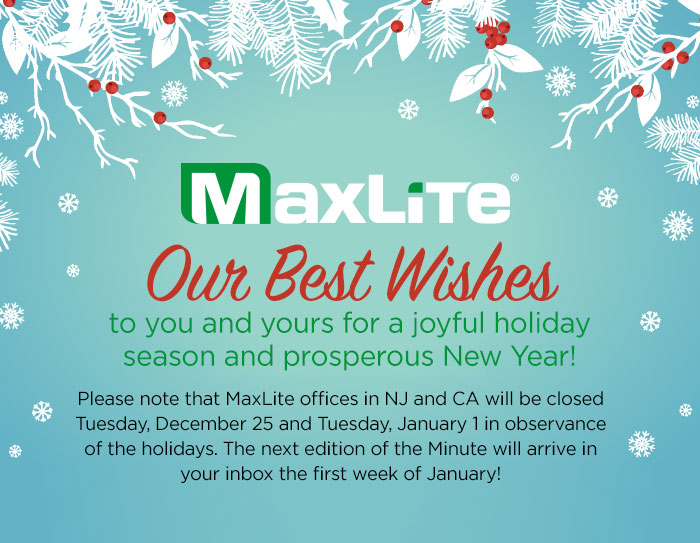 MaxLite®
Our Best Wishes
to you and yours for a joyful holiday
season and prosperous New Year!
Please note that MaxLite offices in NJ and CA will be closed
Tuesday, December 25 and Tuesday, January 1 in observance
of the holidays. The next edition of the Minute will arrive in
your inbox the first week of January!